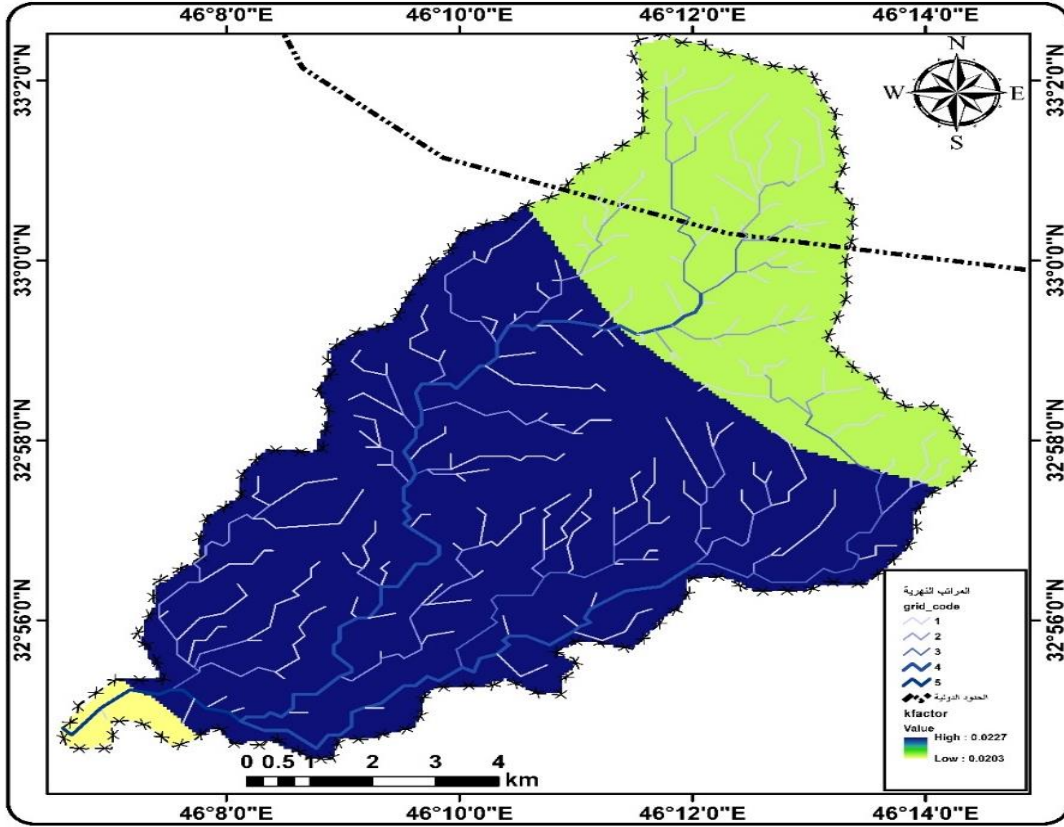 46°8'0"E 46°10'0"E 46°12'0"E 46°14'0"E
33°2'0"N 33°2'0"N
N
W E
S
33°0'0"N 33°0'0"N
32°58'0"N 32°58'0"N
32°56'0"N 32°56'0"N
المراتب النهرية
grid_code
1
2
3
4
5
الحدود الدولية
kfactor
Value
High : 0.0227
Low : 0.0203
0 0.5 1 2 3 4
km
46°8'0"E 46°10'0"E 46°12'0"E 46°14'0"E